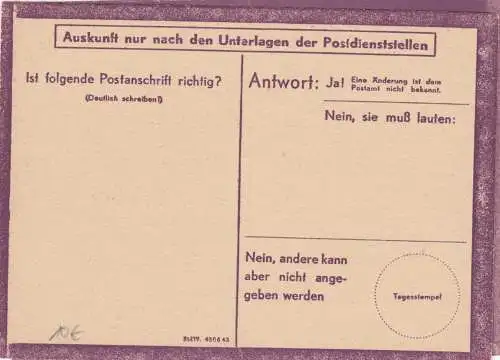 Auskunft nur nach den Unterlagen der Postdienststellen
Ist folgende Postanschrift richtig?
(Deutlich schreiben!)
Antwort: Ja! Eine Änderung ist dem
Postamt nicht bekannt.
Nein, sie muß lauten:
Nein, andere kann
aber nicht ange-
geben werden
Tagesstempel
10€